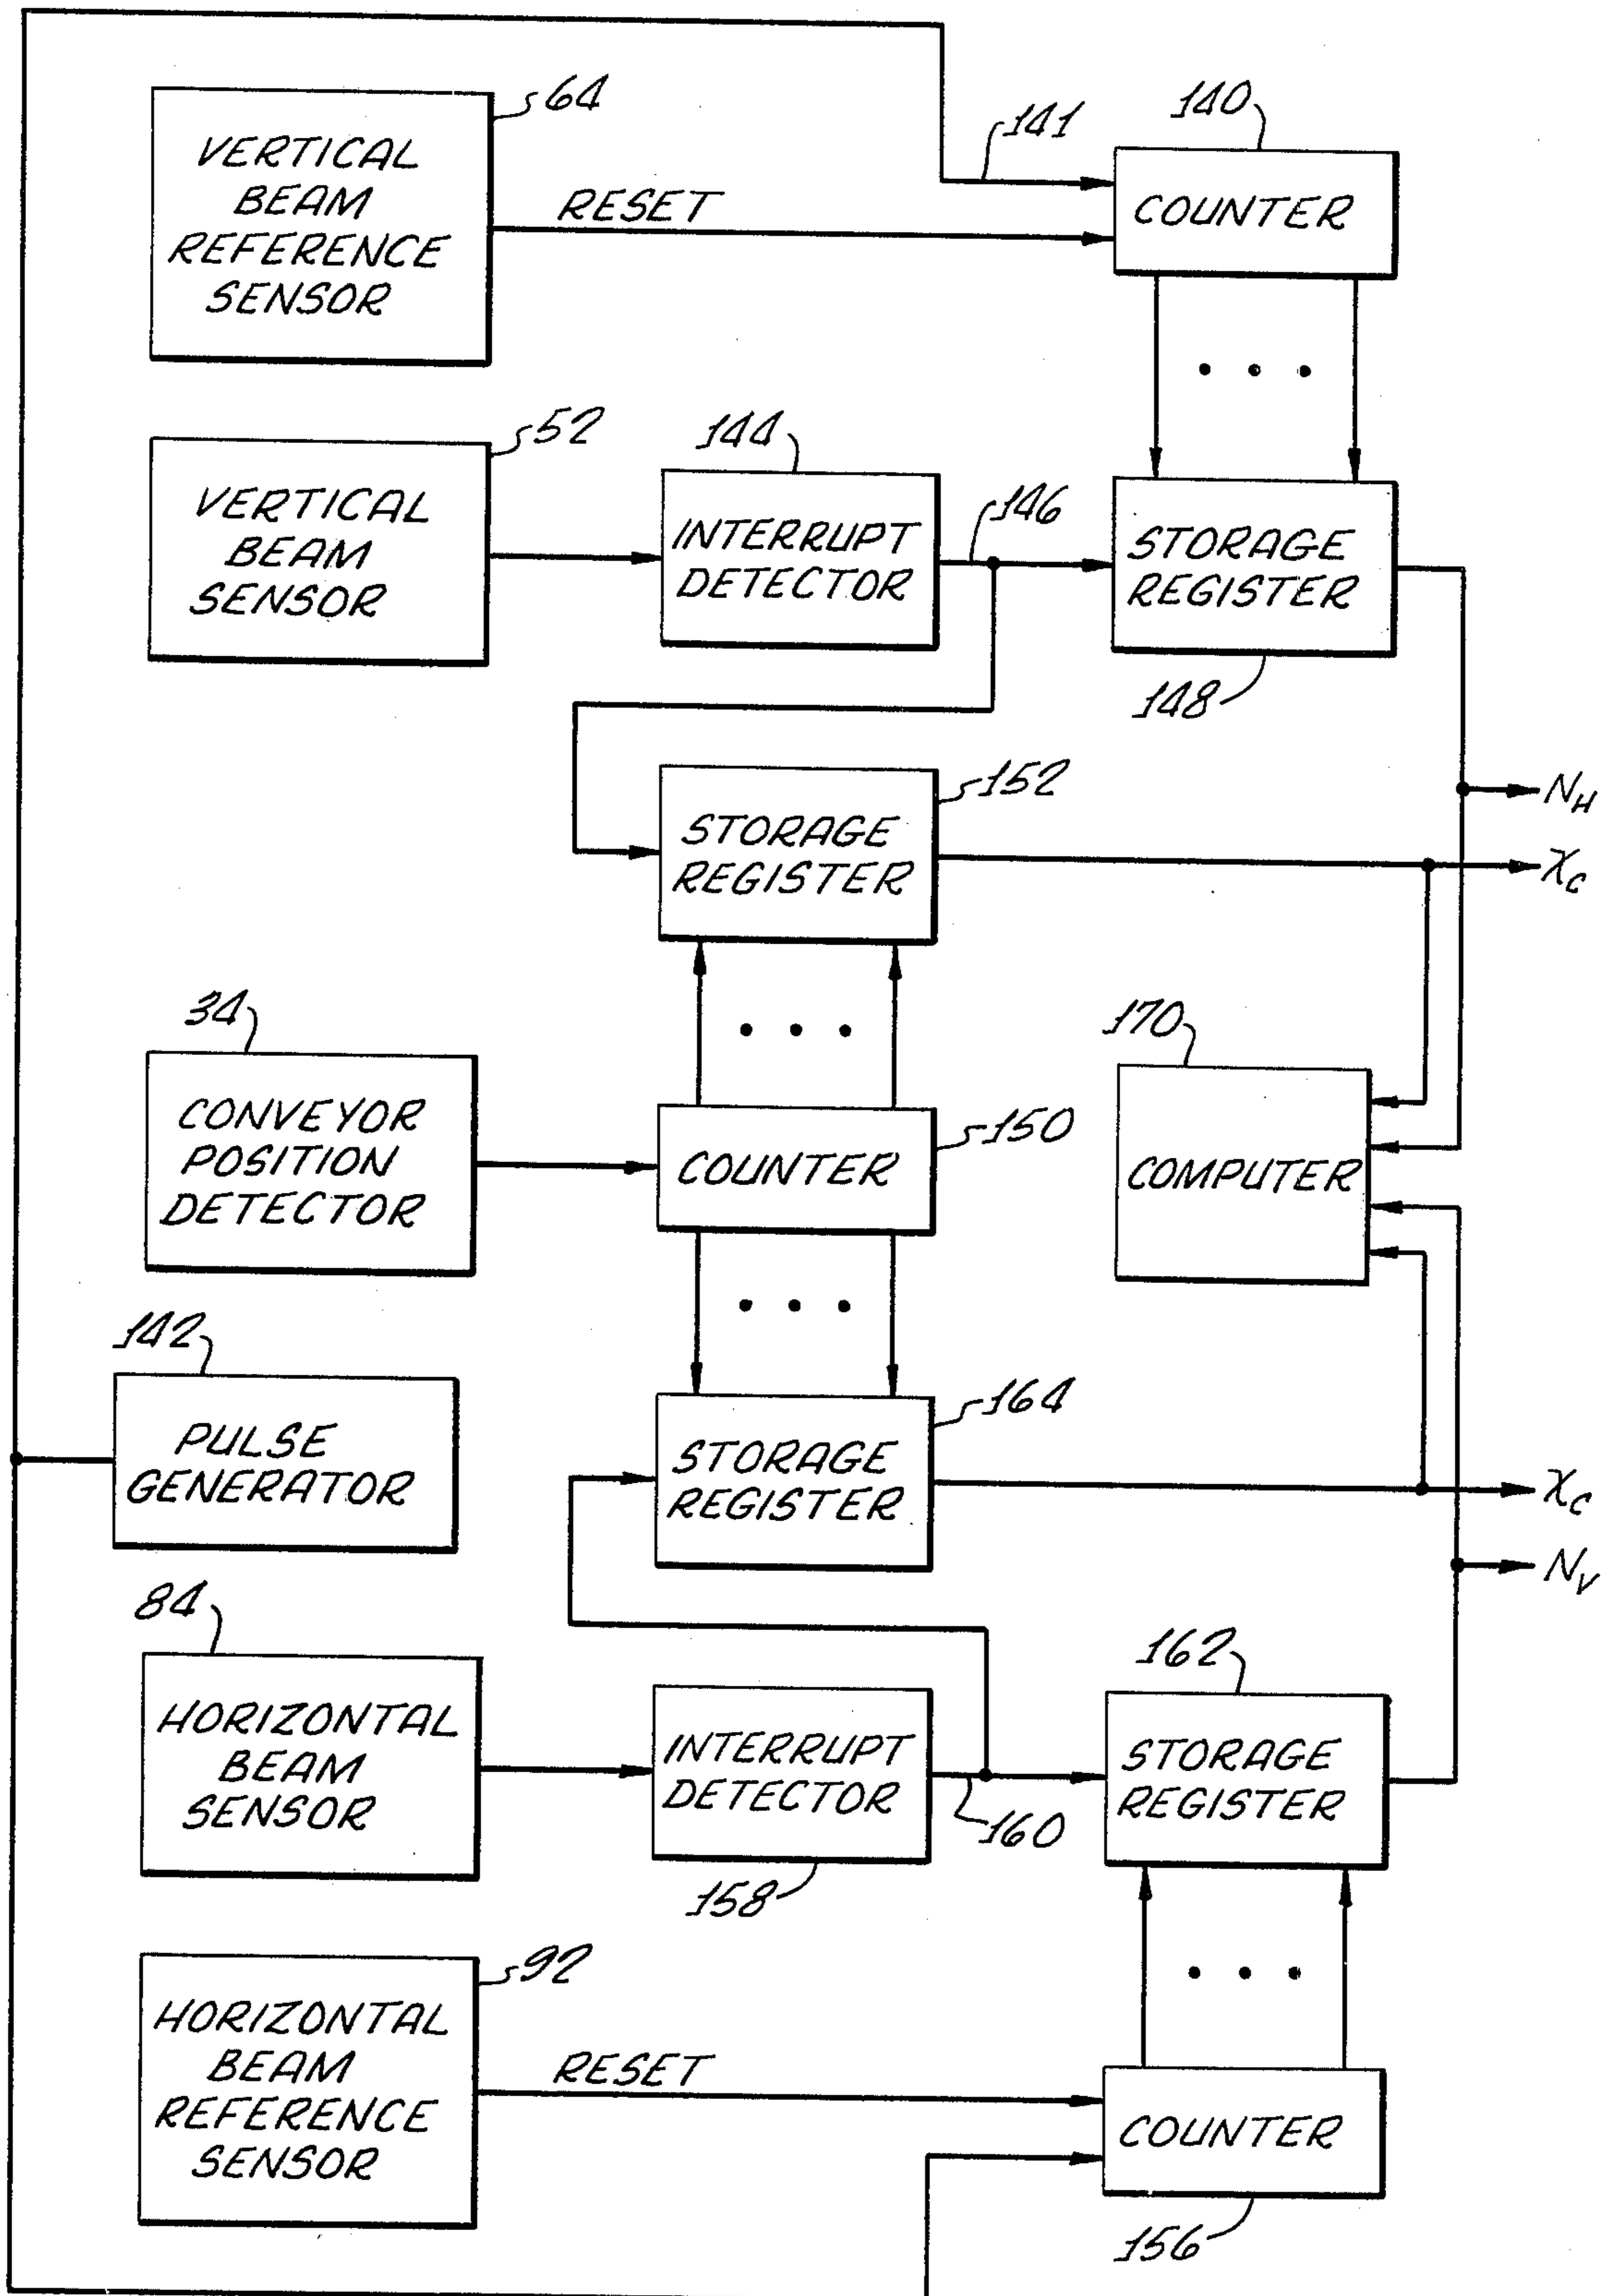 64
VERTICAL
BEAM
REFERENCE
SENSOR
RESET
141
140
COUNTER
52
VERTICAL
BEAM
SENSOR
144
INTERRUPT
DETECTOR
146
STORAGE
REGISTER
148
152
STORAGE
REGISTER
N_H
X_C
34
CONVEYOR
POSITION
DETECTOR
COUNTER
150
170
COMPUTER
142
PULSE
GENERATOR
164
STORAGE
REGISTER
X_C
N_V
84
HORIZONTAL
BEAM
SENSOR
INTERRUPT
DETECTOR
158
160
162
STORAGE
REGISTER
92
HORIZONTAL
BEAM
REFERENCE
SENSOR
RESET
COUNTER
156